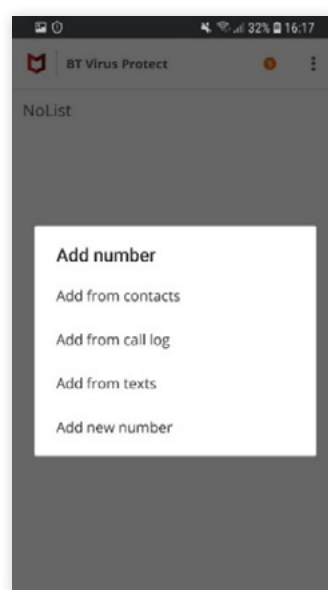 32% 16:17
BT Virus Protect
NoList
Add number
Add from contacts
Add from call log
Add from texts
Add new number